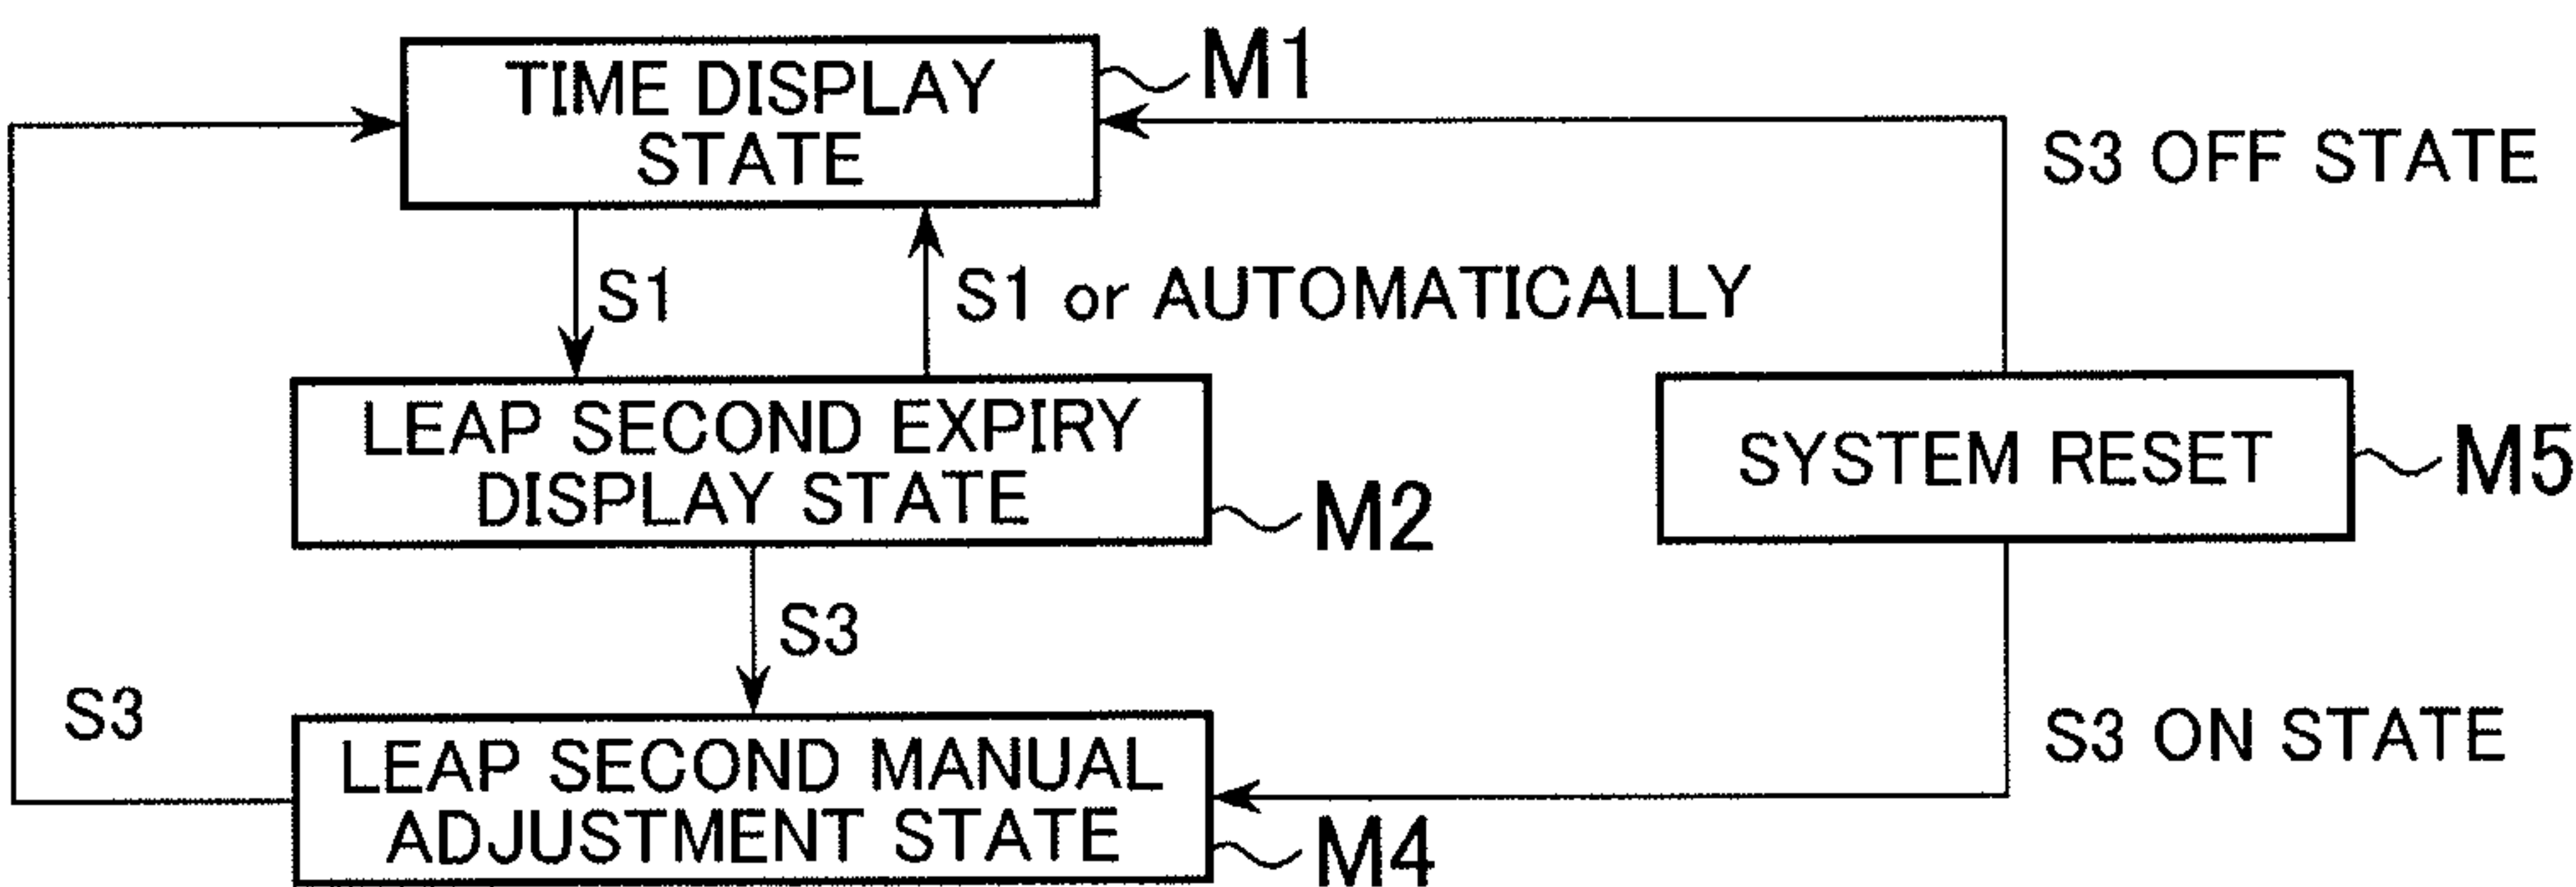 M1
TIME DISPLAY
STATE
S3 OFF STATE
S1
S1 or AUTOMATICALLY
LEAP SECOND EXPIRY
DISPLAY STATE
M2
SYSTEM RESET
M5
S3
S3
S3 ON STATE
LEAP SECOND MANUAL
ADJUSTMENT STATE
M4